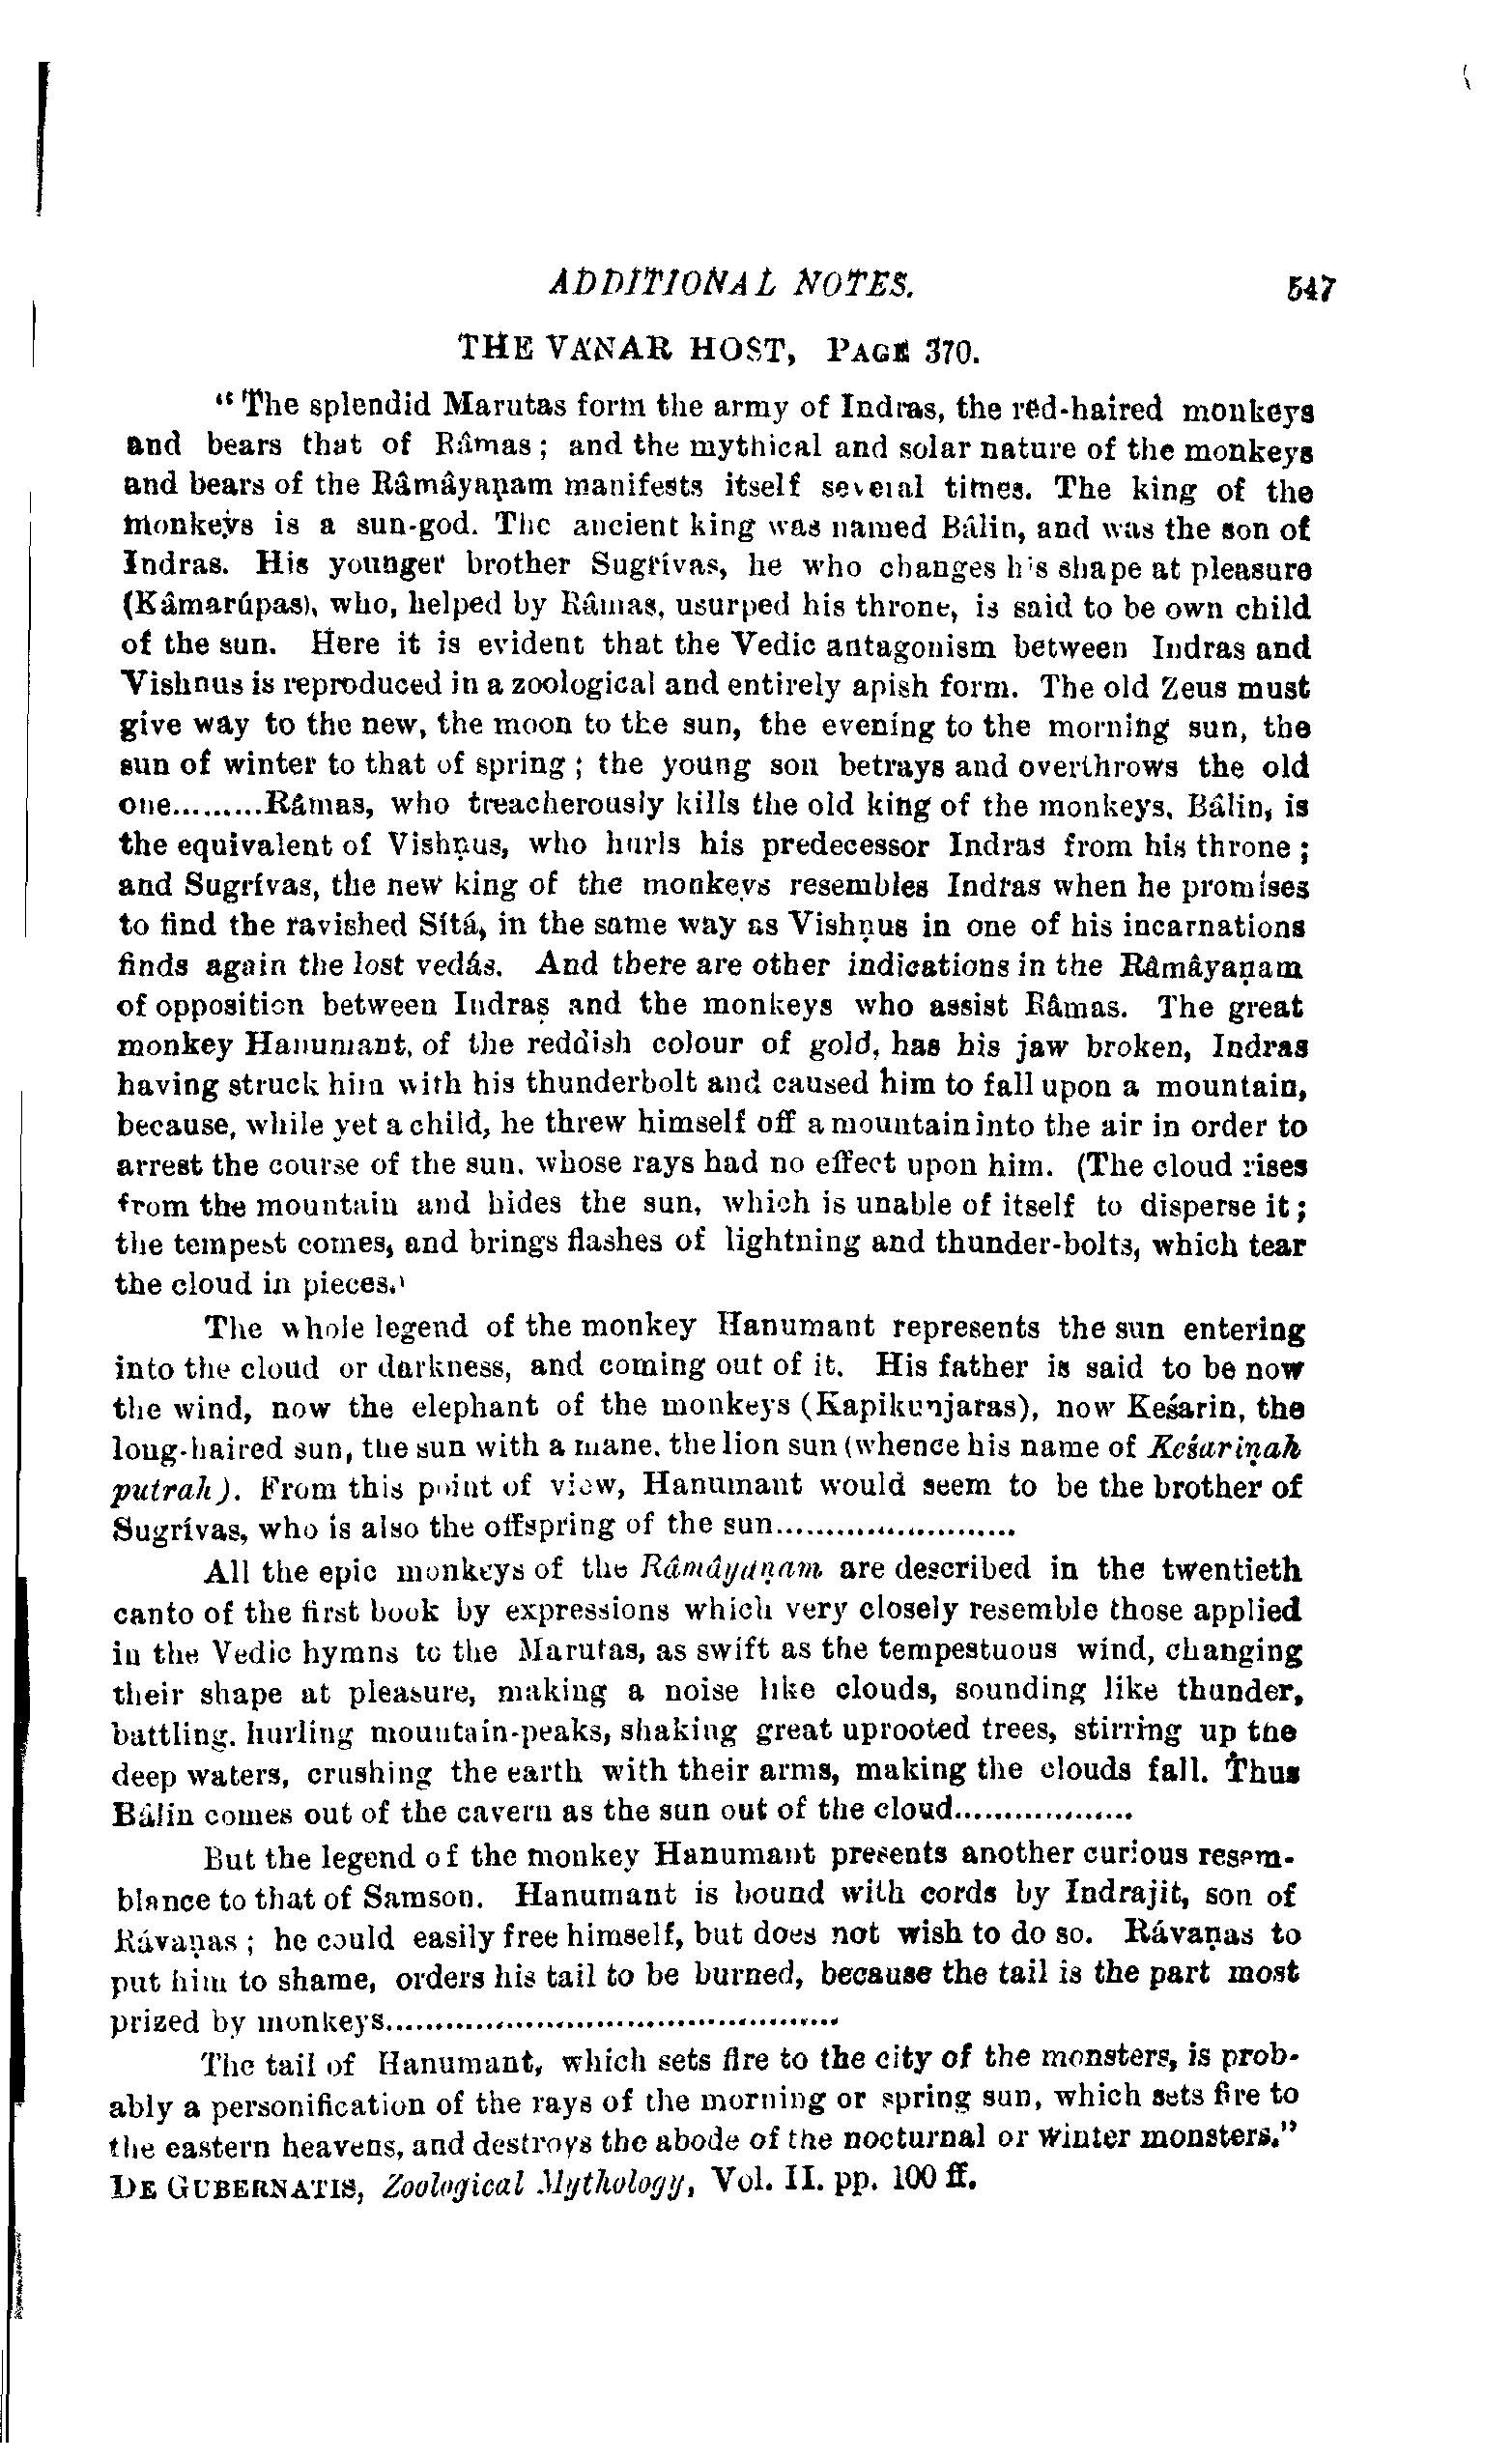 ADDITIONAL NOTES. 547
THE VÁNAR HOST, PAGE 370.
"The splendid Marutas form the army of Indras, the red-haired monkeys
and bears that of Râmas; and the mythical and solar nature of the monkeys
and bears of the Râmâyaṇam manifests itself several times. The king of the
monkeys is a sun-god. The ancient king was named Bâlin, and was the son of
Indras. His younger brother Sugrívas, he who changes his shape at pleasure
(Kâmarúpas), who, helped by Râmas, usurped his throne, is said to be own child
of the sun. Here it is evident that the Vedic antagonism between Indras and
Vishnus is reproduced in a zoological and entirely apish form. The old Zeus must
give way to the new, the moon to the sun, the evening to the morning sun, the
sun of winter to that of spring; the young son betrays and overthrows the old
one.........Râmas, who treacherously kills the old king of the monkeys, Bâlin, is
the equivalent of Vishṇus, who hurls his predecessor Indras from his throne;
and Sugrívas, the new king of the monkeys resembles Indras when he promises
to find the ravished Sítá, in the same way as Vishṇus in one of his incarnations
finds again the lost vedás. And there are other indications in the Râmâyaṇam
of opposition between Indras and the monkeys who assist Râmas. The great
monkey Hanumant, of the reddish colour of gold, has his jaw broken, Indras
having struck him with his thunderbolt and caused him to fall upon a mountain,
because, while yet a child, he threw himself off a mountain into the air in order to
arrest the course of the sun, whose rays had no effect upon him. (The cloud rises
from the mountain and hides the sun, which is unable of itself to disperse it;
the tempest comes, and brings flashes of lightning and thunder-bolts, which tear
the cloud in pieces.)
The whole legend of the monkey Hanumant represents the sun entering
into the cloud or darkness, and coming out of it. His father is said to be now
the wind, now the elephant of the monkeys (Kapikunjaras), now Keśarin, the
long-haired sun, the sun with a mane, the lion sun (whence his name of Keśariṇah
putrah). From this point of view, Hanumant would seem to be the brother of
Sugrívas, who is also the offspring of the sun........................
All the epic monkeys of the Râmâyaṇam are described in the twentieth
canto of the first book by expressions which very closely resemble those applied
in the Vedic hymns to the Marutas, as swift as the tempestuous wind, changing
their shape at pleasure, making a noise like clouds, sounding like thunder,
battling, hurling mountain-peaks, shaking great uprooted trees, stirring up the
deep waters, crushing the earth with their arms, making the clouds fall. Thus
Bâlin comes out of the cavern as the sun out of the cloud..................
But the legend of the monkey Hanumant presents another curious resem-
blance to that of Samson. Hanumant is bound with cords by Indrajit, son of
Rávaṇas; he could easily free himself, but does not wish to do so. Rávaṇas to
put him to shame, orders his tail to be burned, because the tail is the part most
prized by monkeys..............................................
The tail of Hanumant, which sets fire to the city of the monsters, is prob-
ably a personification of the rays of the morning or spring sun, which sets fire to
the eastern heavens, and destroys the abode of the nocturnal or winter monsters."
DE GUBERNATIS, Zoological Mythology, Vol. II. pp. 100 ff.